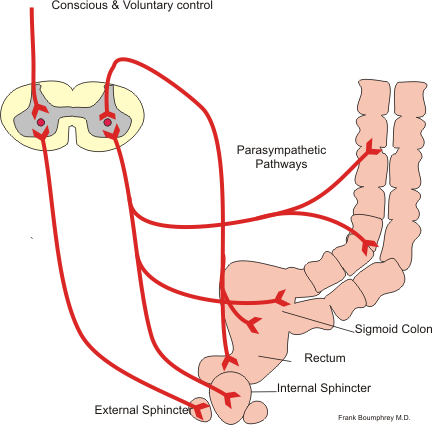 Conscious & Voluntary control
Parasympathetic
Pathways
Sigmoid Colon
Rectum
Internal Sphincter
External Sphincter
Frank Boumphrey M.D.